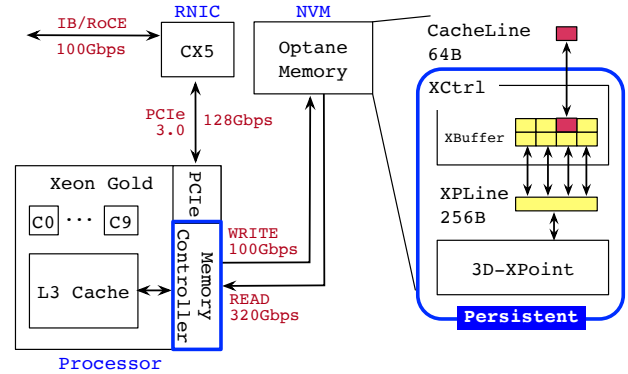 RNIC
NVM
IB/RoCE
100Gbps
CX5
Optane
Memory
CacheLine
64B
PCIe
3.0
128Gbps
XCtrl
XBuffer
XPLine
256B
3D-XPoint
Persistent
Xeon Gold
C0 ··· C9
PCIe
L3 Cache
Memory
Controller
WRITE
100Gbps
READ
320Gbps
Processor